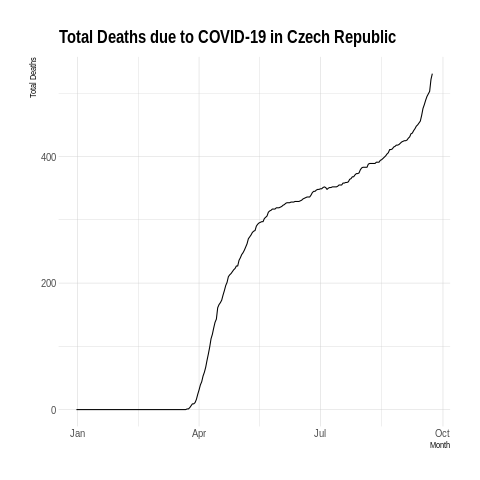 Total Deaths due to COVID-19 in Czech Republic
Total Deaths
400
200
0
Jan Apr Jul Oct
Month